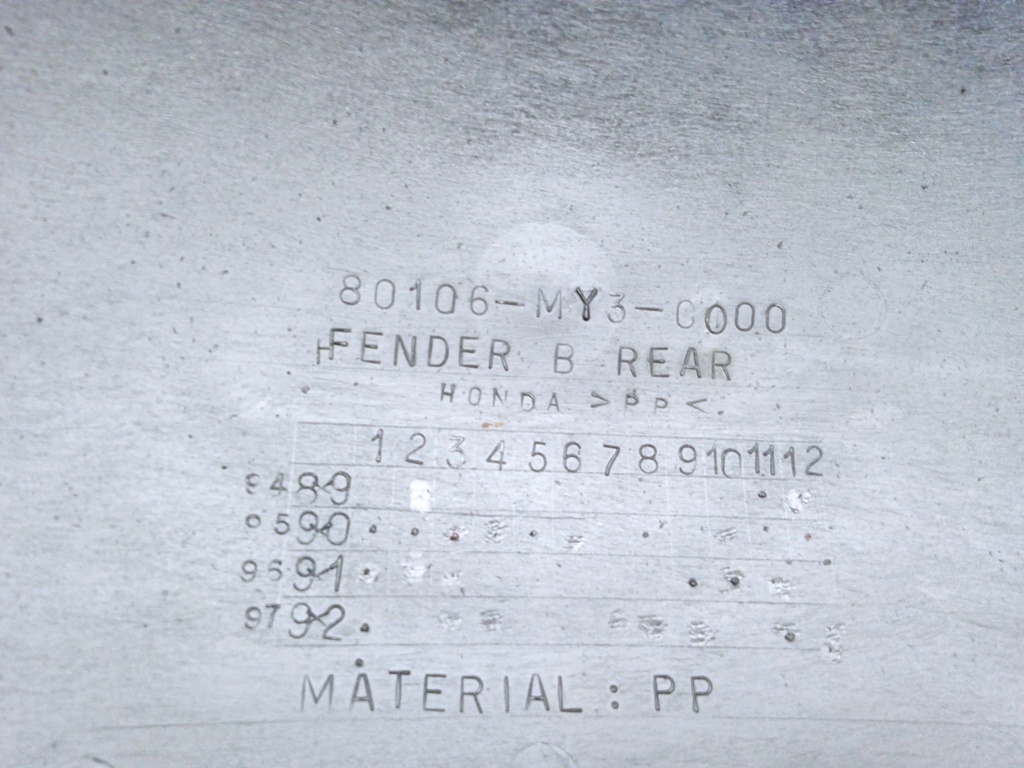 80106-MY3-0000
FENDER B REAR
HONDA >PP<
1 2 3 4 5 6 7 8 9 10 11 12
94 89
95 90
96 91
97 92
MATERIAL : PP